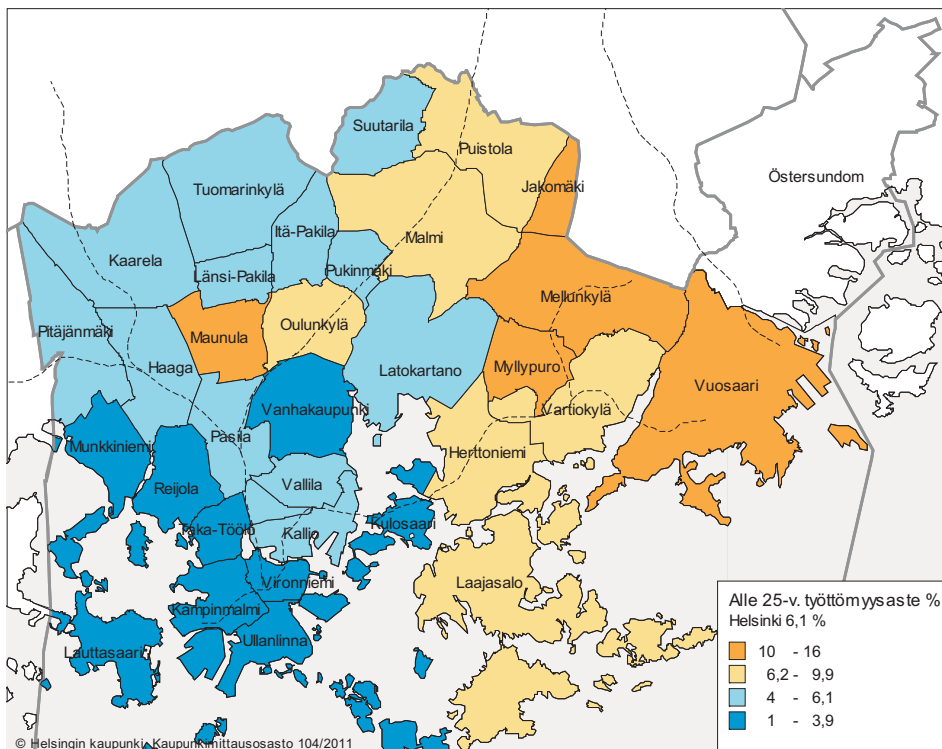 Suutarila
Puistola
Östersundom
Jakomäki
Tuomarinkylä
Itä-Pakila
Malmi
Kaarela
Länsi-Pakila
Pukinmäki
Mellunkylä
Pitäjänmäki
Maunula
Oulunkylä
Haaga
Latokartano
Myllypuro
Vuosaari
Vanhakaupunki
Vartiokylä
Munkkiniemi
Pasila
Herttoniemi
Reijola
Vallila
Taka-Töölö
Kallio
Kulosaari
Vironniemi
Laajasalo
Kampinmalmi
Ullanlinna
Lauttasaari
Alle 25-v. työttömyysaste %
Helsinki 6,1 %
10 - 16
6,2 - 9,9
4 - 6,1
1 - 3,9
© Helsingin kaupunki, Kaupunkimittausosasto 104/2011